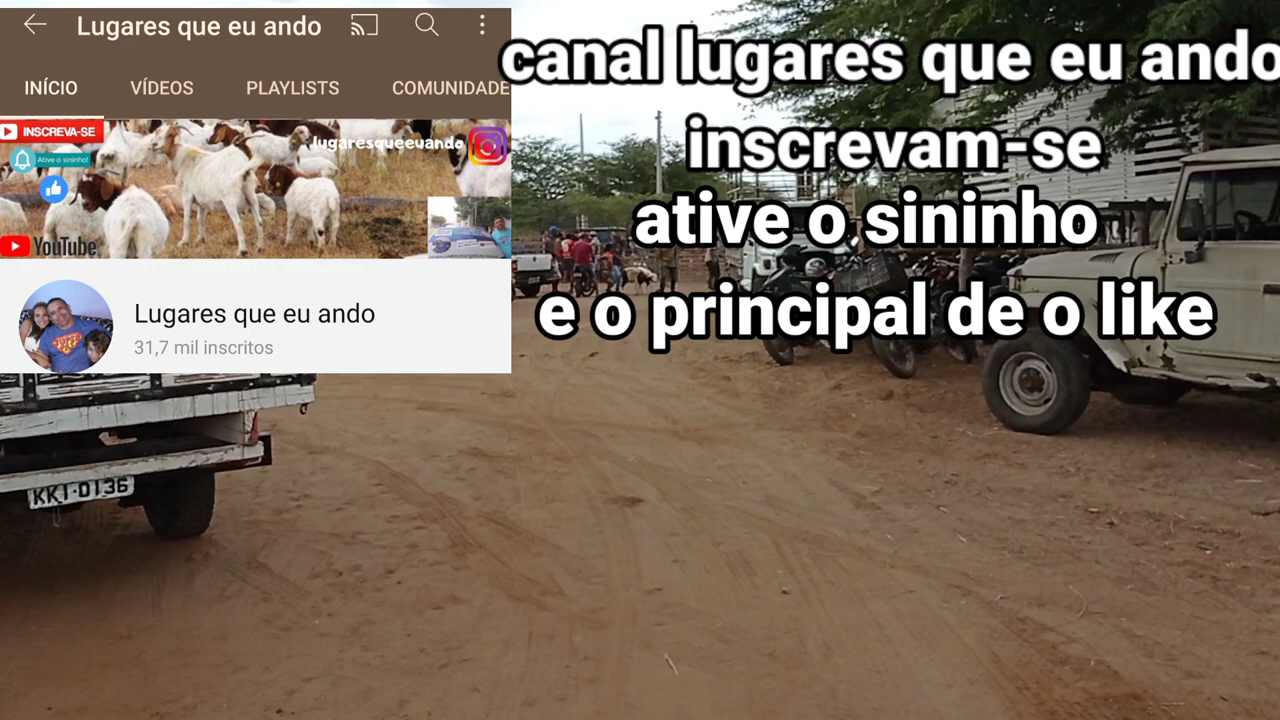 Lugares que eu ando
INÍCIO VÍDEOS PLAYLISTS COMUNIDADE
INSCREVA-SE
Ative o sininho!
lugaresqueeuando
YouTube
Lugares que eu ando
31,7 mil inscritos
canal lugares que eu ando
inscrevam-se
ative o sininho
e o principal de o like
KKI-0136